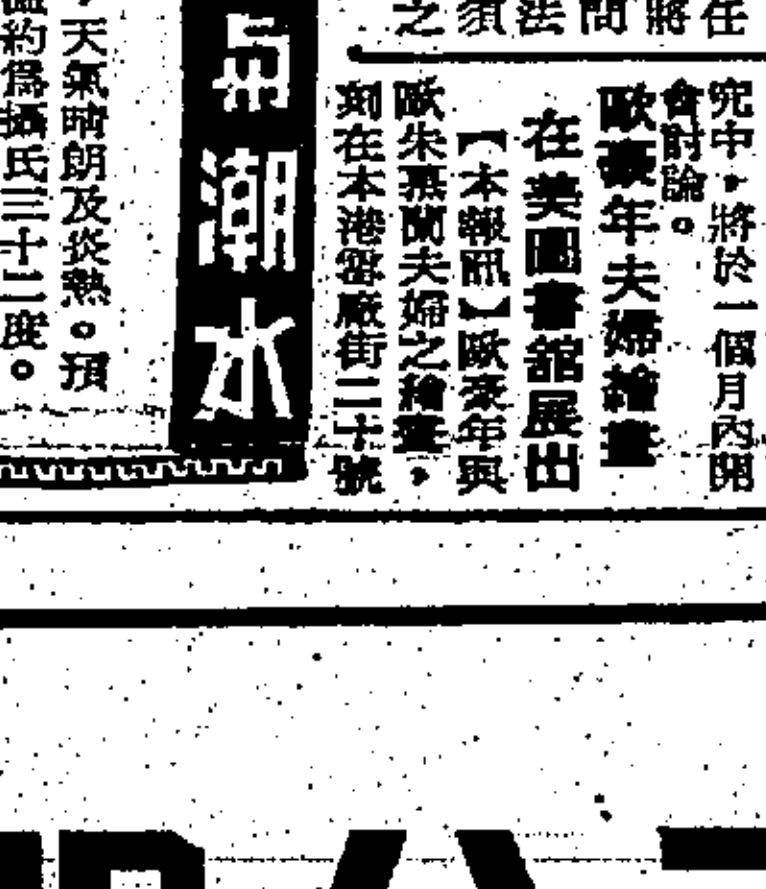 任
將
問
法
須
之
究中，將於一個月內開
會討論。
歐豪年夫婦繪畫
在美圖書館展出
【本報訊】歐豪年與
歐朱慕蘭夫婦之繪畫，
刻在本港雪廠街二十號
潮水
天氣晴朗及炎熱。預
溫約爲攝氏三十二度。